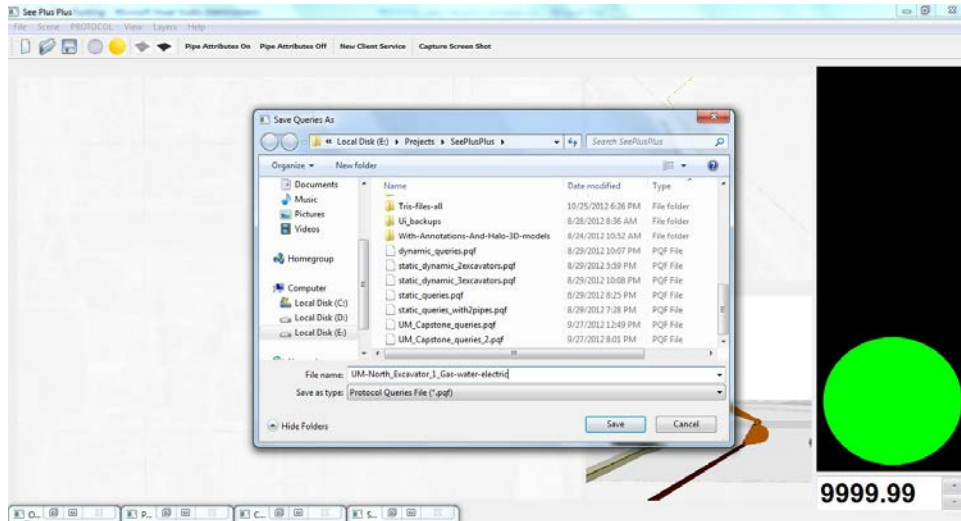 See Plus Plus
File Scene PROTOCOL View Layers Help
Pipe Attributes On Pipe Attributes Off New Client Service Capture Screen Shot
Save Queries As
Local Disk (E:) Projects SeePlusPlus Search SeePlusPlus
Organize New folder
Documents
Music
Pictures
Videos
Homegroup
Computer
Local Disk (C:)
Local Disk (D:)
Local Disk (E:)
Name Date modified Type
Tris-files-all 10/25/2012 6:26 PM File folder
Ui_backups 8/28/2012 8:36 AM File folder
With-Annotations-And-Halo-3D-models 8/24/2012 10:52 AM File folder
dynamic_queries.pqf 8/29/2012 10:07 PM PQF File
static_dynamic_2excavators.pqf 8/29/2012 5:59 PM PQF File
static_dynamic_3excavators.pqf 8/29/2012 10:08 PM PQF File
static_queries.pqf 8/29/2012 8:25 PM PQF File
static_queries_with2pipes.pqf 8/29/2012 7:28 PM PQF File
UM_Capstone_queries.pqf 9/27/2012 12:49 PM PQF File
UM_Capstone_queries_2.pqf 9/27/2012 8:01 PM PQF File
File name: UM-North_Excavator_1_Gas-water-electric
Save as type: Protocol Queries File (*.pqf)
Hide Folders Save Cancel
9999.99
O... P... C... S...